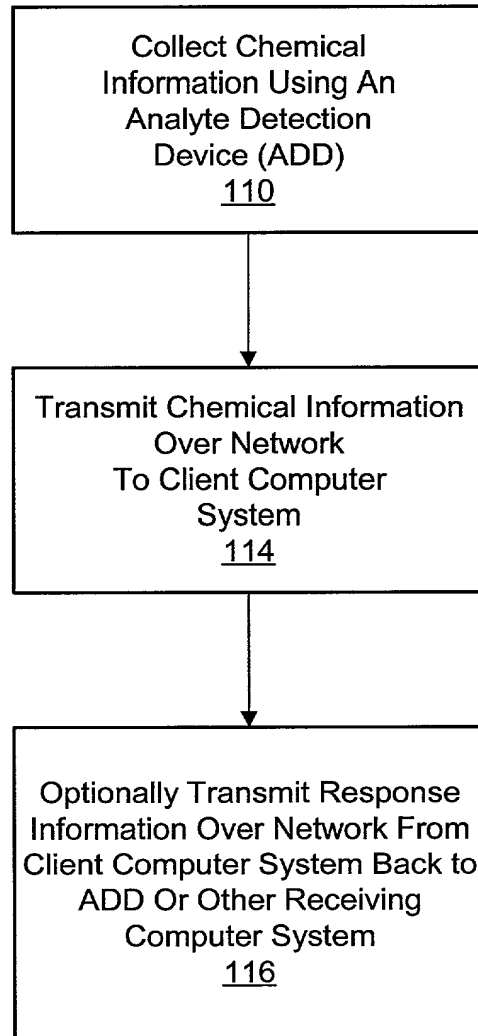 Collect Chemical
Information Using An
Analyte Detection
Device (ADD)
110
Transmit Chemical Information
Over Network
To Client Computer
System
114
Optionally Transmit Response
Information Over Network From
Client Computer System Back to
ADD Or Other Receiving
Computer System
116